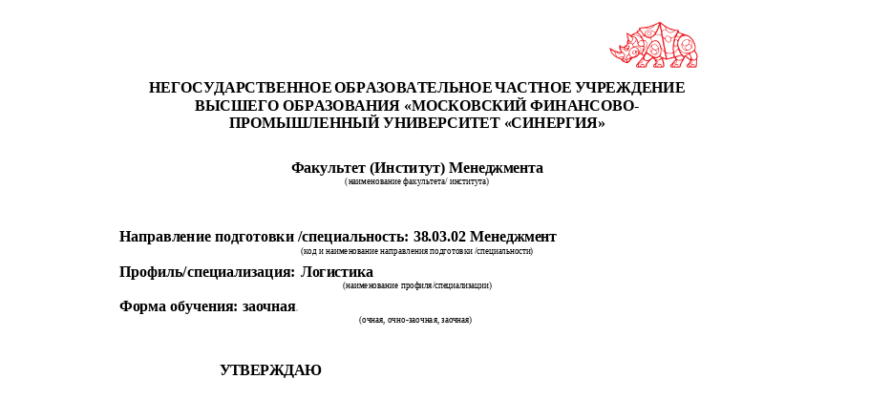 НЕГОСУДАРСТВЕННОЕ ОБРАЗОВАТЕЛЬНОЕ ЧАСТНОЕ УЧРЕЖДЕНИЕ
ВЫСШЕГО ОБРАЗОВАНИЯ «МОСКОВСКИЙ ФИНАНСОВО-
ПРОМЫШЛЕННЫЙ УНИВЕРСИТЕТ «СИНЕРГИЯ»
Факультет (Институт) Менеджмента
(наименование факультета/ института)
Направление подготовки /специальность: 38.03.02 Менеджмент
(код и наименование направления подготовки /специальности)
Профиль/специализация: Логистика
(наименование профиля/специализации)
Форма обучения: заочная
(очная, очно-заочная, заочная)
УТВЕРЖДАЮ